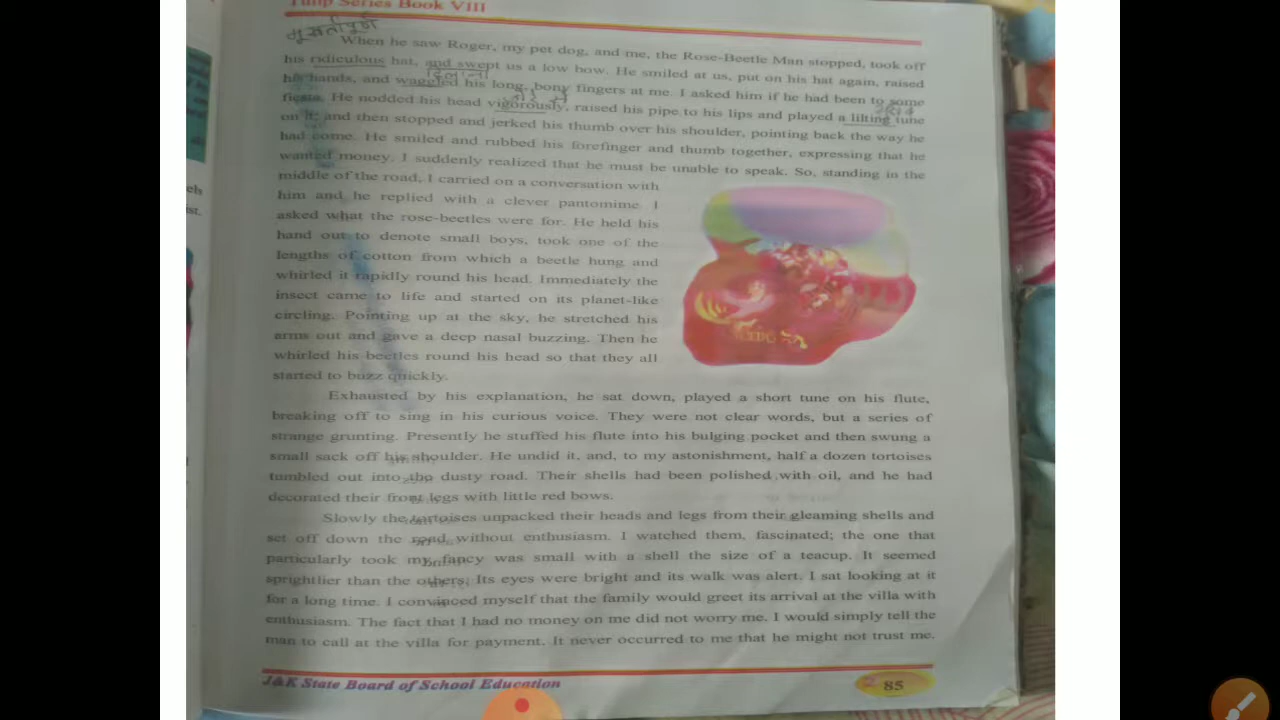 Tulip Series Book VIII
मूर्खतापूर्ण
When he saw Roger, my pet dog, and me, the Rose-Beetle Man stopped, took off
his ridiculous hat, and swept us a low bow. He smiled at us, put on his hat again, raised
हिलाना
his hands, and waggled his long, bony fingers at me. I asked him if he had been to some
fiesta. He nodded his head vigorously, raised his pipe to his lips and played a lilting tune
on it; and then stopped and jerked his thumb over his shoulder, pointing back the way he
had come. He smiled and rubbed his forefinger and thumb together, expressing that he
wanted money. I suddenly realized that he must be unable to speak. So, standing in the
middle of the road, I carried on a conversation with
him and he replied with a clever pantomime. I
asked what the rose-beetles were for. He held his
hand out to denote small boys, took one of the
lengths of cotton from which a beetle hung and
whirled it rapidly round his head. Immediately the
insect came to life and started on its planet-like
circling. Pointing up at the sky, he stretched his
arms out and gave a deep nasal buzzing. Then he
whirled his beetles round his head so that they all
started to buzz quickly.
Exhausted by his explanation, he sat down, played a short tune on his flute,
breaking off to sing in his curious voice. They were not clear words, but a series of
strange grunting. Presently he stuffed his flute into his bulging pocket and then swung a
small sack off his shoulder. He undid it, and, to my astonishment, half a dozen tortoises
tumbled out into the dusty road. Their shells had been polished with oil, and he had
decorated their front legs with little red bows.
Slowly the tortoises unpacked their heads and legs from their gleaming shells and
set off down the road without enthusiasm. I watched them, fascinated; the one that
particularly took my fancy was small with a shell the size of a teacup. It seemed
sprightlier than the others. Its eyes were bright and its walk was alert. I sat looking at it
for a long time. I convinced myself that the family would greet its arrival at the villa with
enthusiasm. The fact that I had no money on me did not worry me. I would simply tell the
man to call at the villa for payment. It never occurred to me that he might not trust me.
J&K State Board of School Education
85